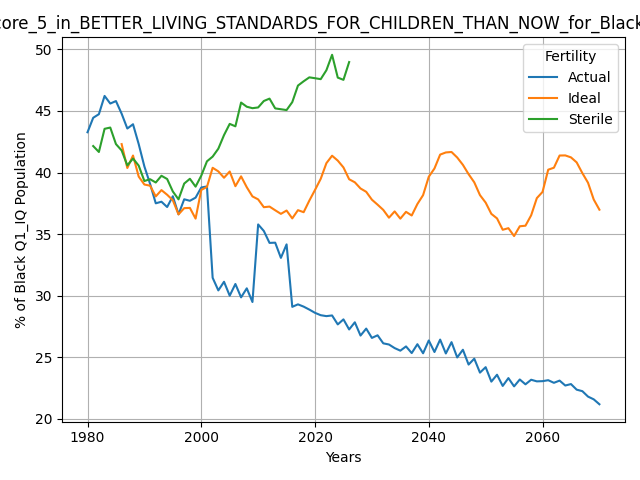 core_5_in_BETTER_LIVING_STANDARDS_FOR_CHILDREN_THAN_NOW_for_Black
Fertility
Actual
Ideal
Sterile
% of Black Q1_IQ Population
50
45
40
35
30
25
20
1980
2000
2020
2040
2060
Years